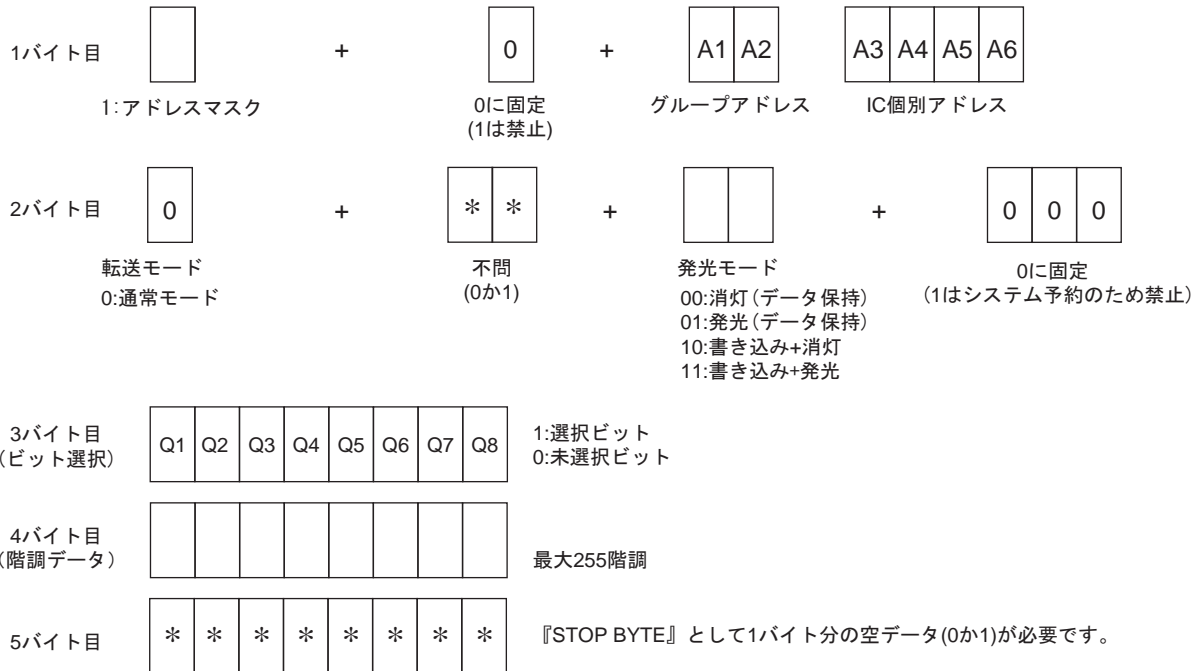 1バイト目 + 0 + A1 A2 A3 A4 A5 A6
1:アドレスマスク 0に固定 グループアドレス IC個別アドレス
(1は禁止)
2バイト目 0 + * * + + 0 0 0
転送モード 不問 発光モード 0に固定
0:通常モード (0か1) 00:消灯(データ保持) (1はシステム予約のため禁止)
01:発光(データ保持)
10:書き込み+消灯
11:書き込み+発光
3バイト目 Q1 Q2 Q3 Q4 Q5 Q6 Q7 Q8 1:選択ビット
(ビット選択) 0:未選択ビット
4バイト目
(階調データ) 最大255階調
5バイト目 * * * * * * * * 『STOP BYTE』として1バイト分の空データ(0か1)が必要です。